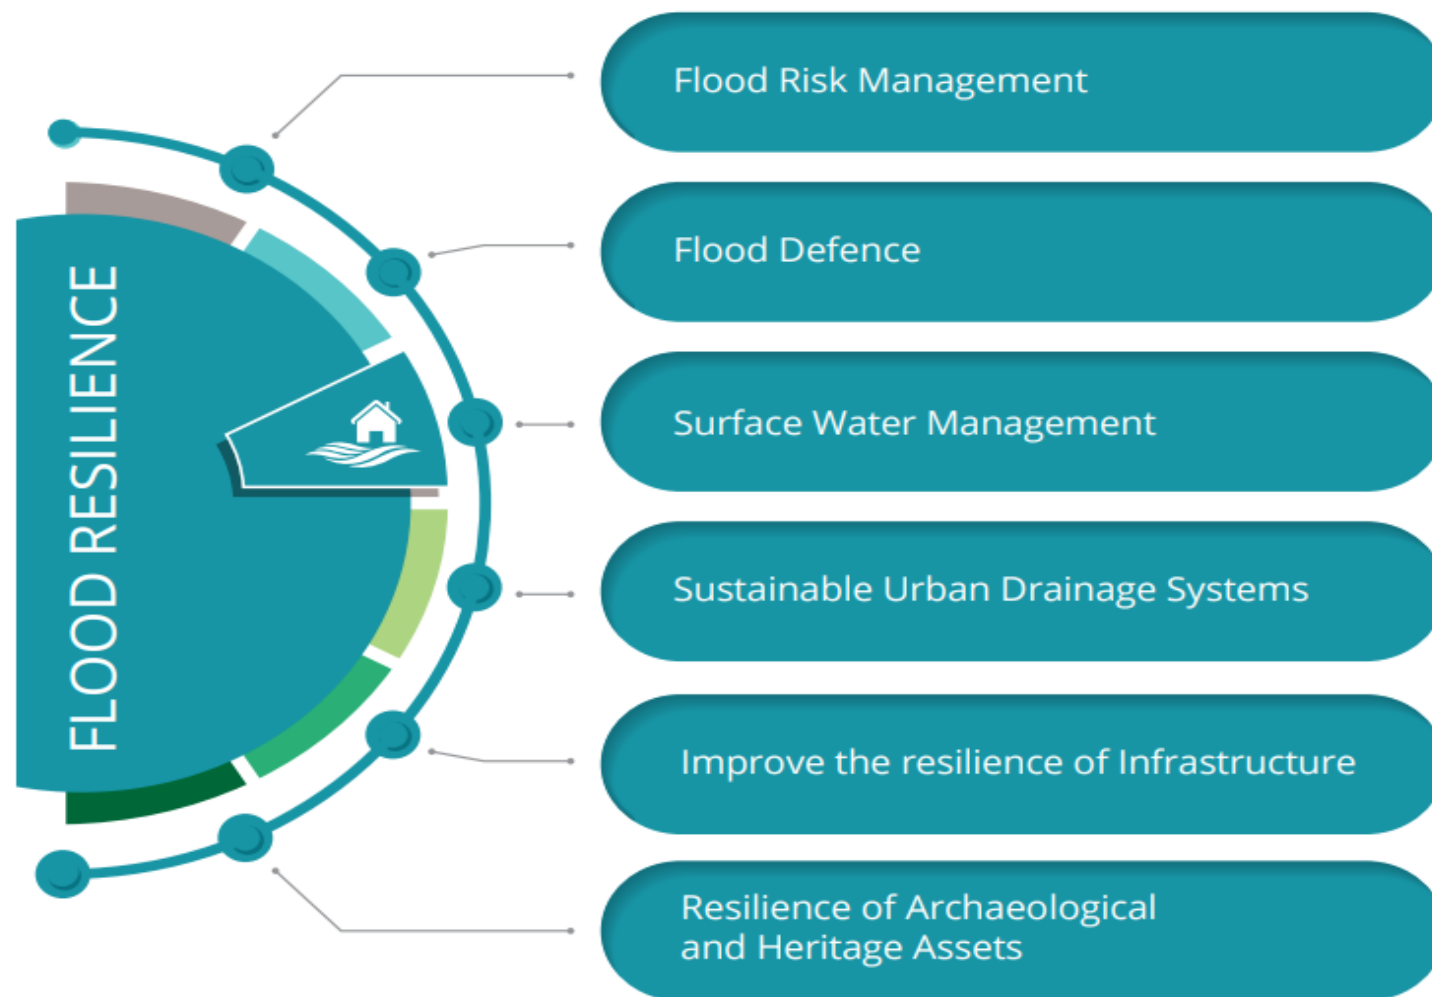 FLOOD RESILIENCE
Flood Risk Management
Flood Defence
Surface Water Management
Sustainable Urban Drainage Systems
Improve the resilience of Infrastructure
Resilience of Archaeological
and Heritage Assets